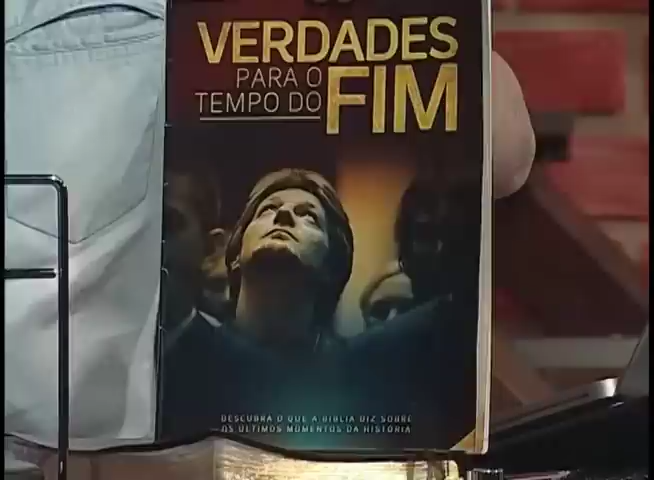 VERDADES
PARA O
TEMPO DO
FIM
DESCUBRA O QUE A BÍBLIA DIZ SOBRE
OS ÚLTIMOS MOMENTOS DA HISTÓRIA